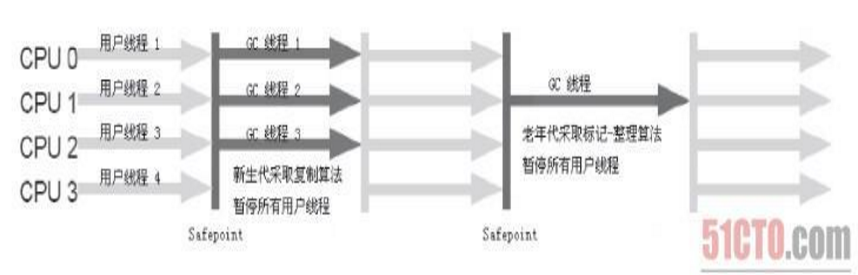 CPU 0 用户线程 1 GC 线程 1
CPU 1 用户线程 2 GC 线程 2 GC 线程
CPU 2 用户线程 3 GC 线程 3 老年代采取标记-整理算法
CPU 3 用户线程 4 新生代采取复制算法 暂停所有用户线程
暂停所有用户线程
Safepoint Safepoint
51CTO.com